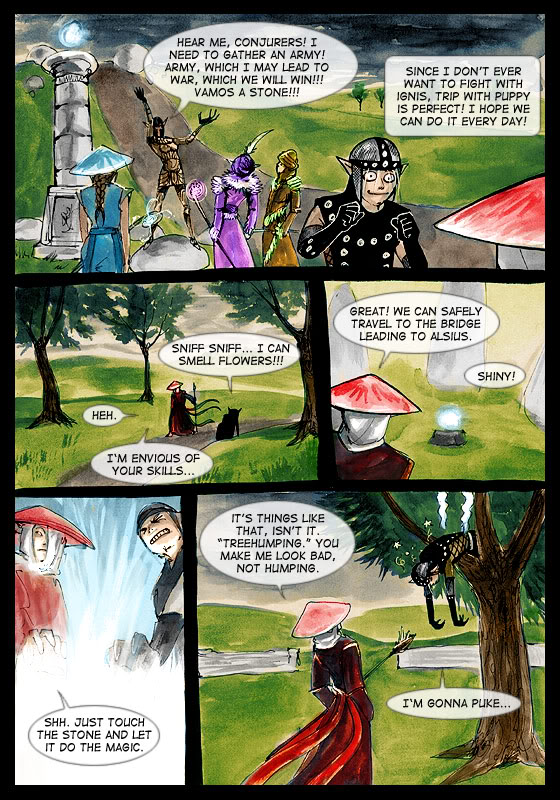 HEAR ME, CONJURERS! I
NEED TO GATHER AN ARMY!
ARMY, WHICH I MAY LEAD TO
WAR, WHICH WE WILL WIN!!!
VAMOS A STONE!!!
SINCE I DON'T EVER
WANT TO FIGHT WITH
IGNIS, TRIP WITH PUPPY
IS PERFECT! I HOPE WE
CAN DO IT EVERY DAY!
SNIFF SNIFF... I CAN
SMELL FLOWERS!!!
HEH.
I'M ENVIOUS OF
YOUR SKILLS...
GREAT! WE CAN SAFELY
TRAVEL TO THE BRIDGE
LEADING TO ALSIUS.
SHINY!
SHH. JUST TOUCH
THE STONE AND LET
IT DO THE MAGIC.
IT'S THINGS LIKE
THAT, ISN'T IT.
"TREEHUMPING." YOU
MAKE ME LOOK BAD,
NOT HUMPING.
I'M GONNA PUKE...